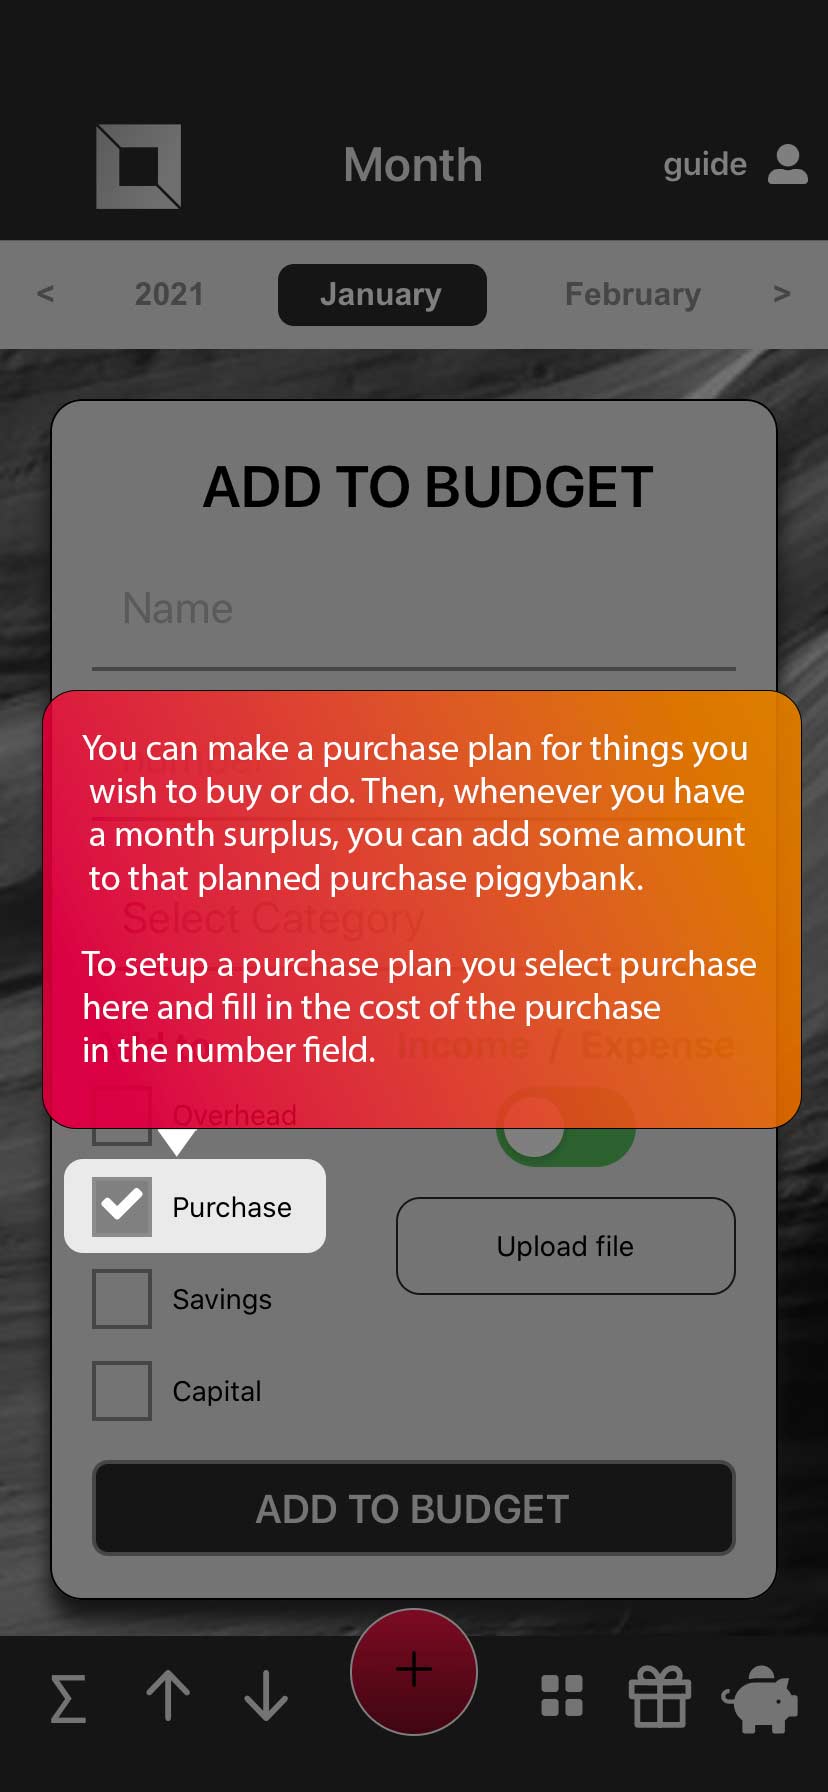 Month
guide
< 2021 January February >
ADD TO BUDGET
Name
You can make a purchase plan for things you
wish to buy or do. Then, whenever you have
a month surplus, you can add some amount
to that planned purchase piggybank.
Select Category
To setup a purchase plan you select purchase
here and fill in the cost of the purchase
in the number field.
Income / Expense
Overhead
Purchase
Upload file
Savings
Capital
ADD TO BUDGET